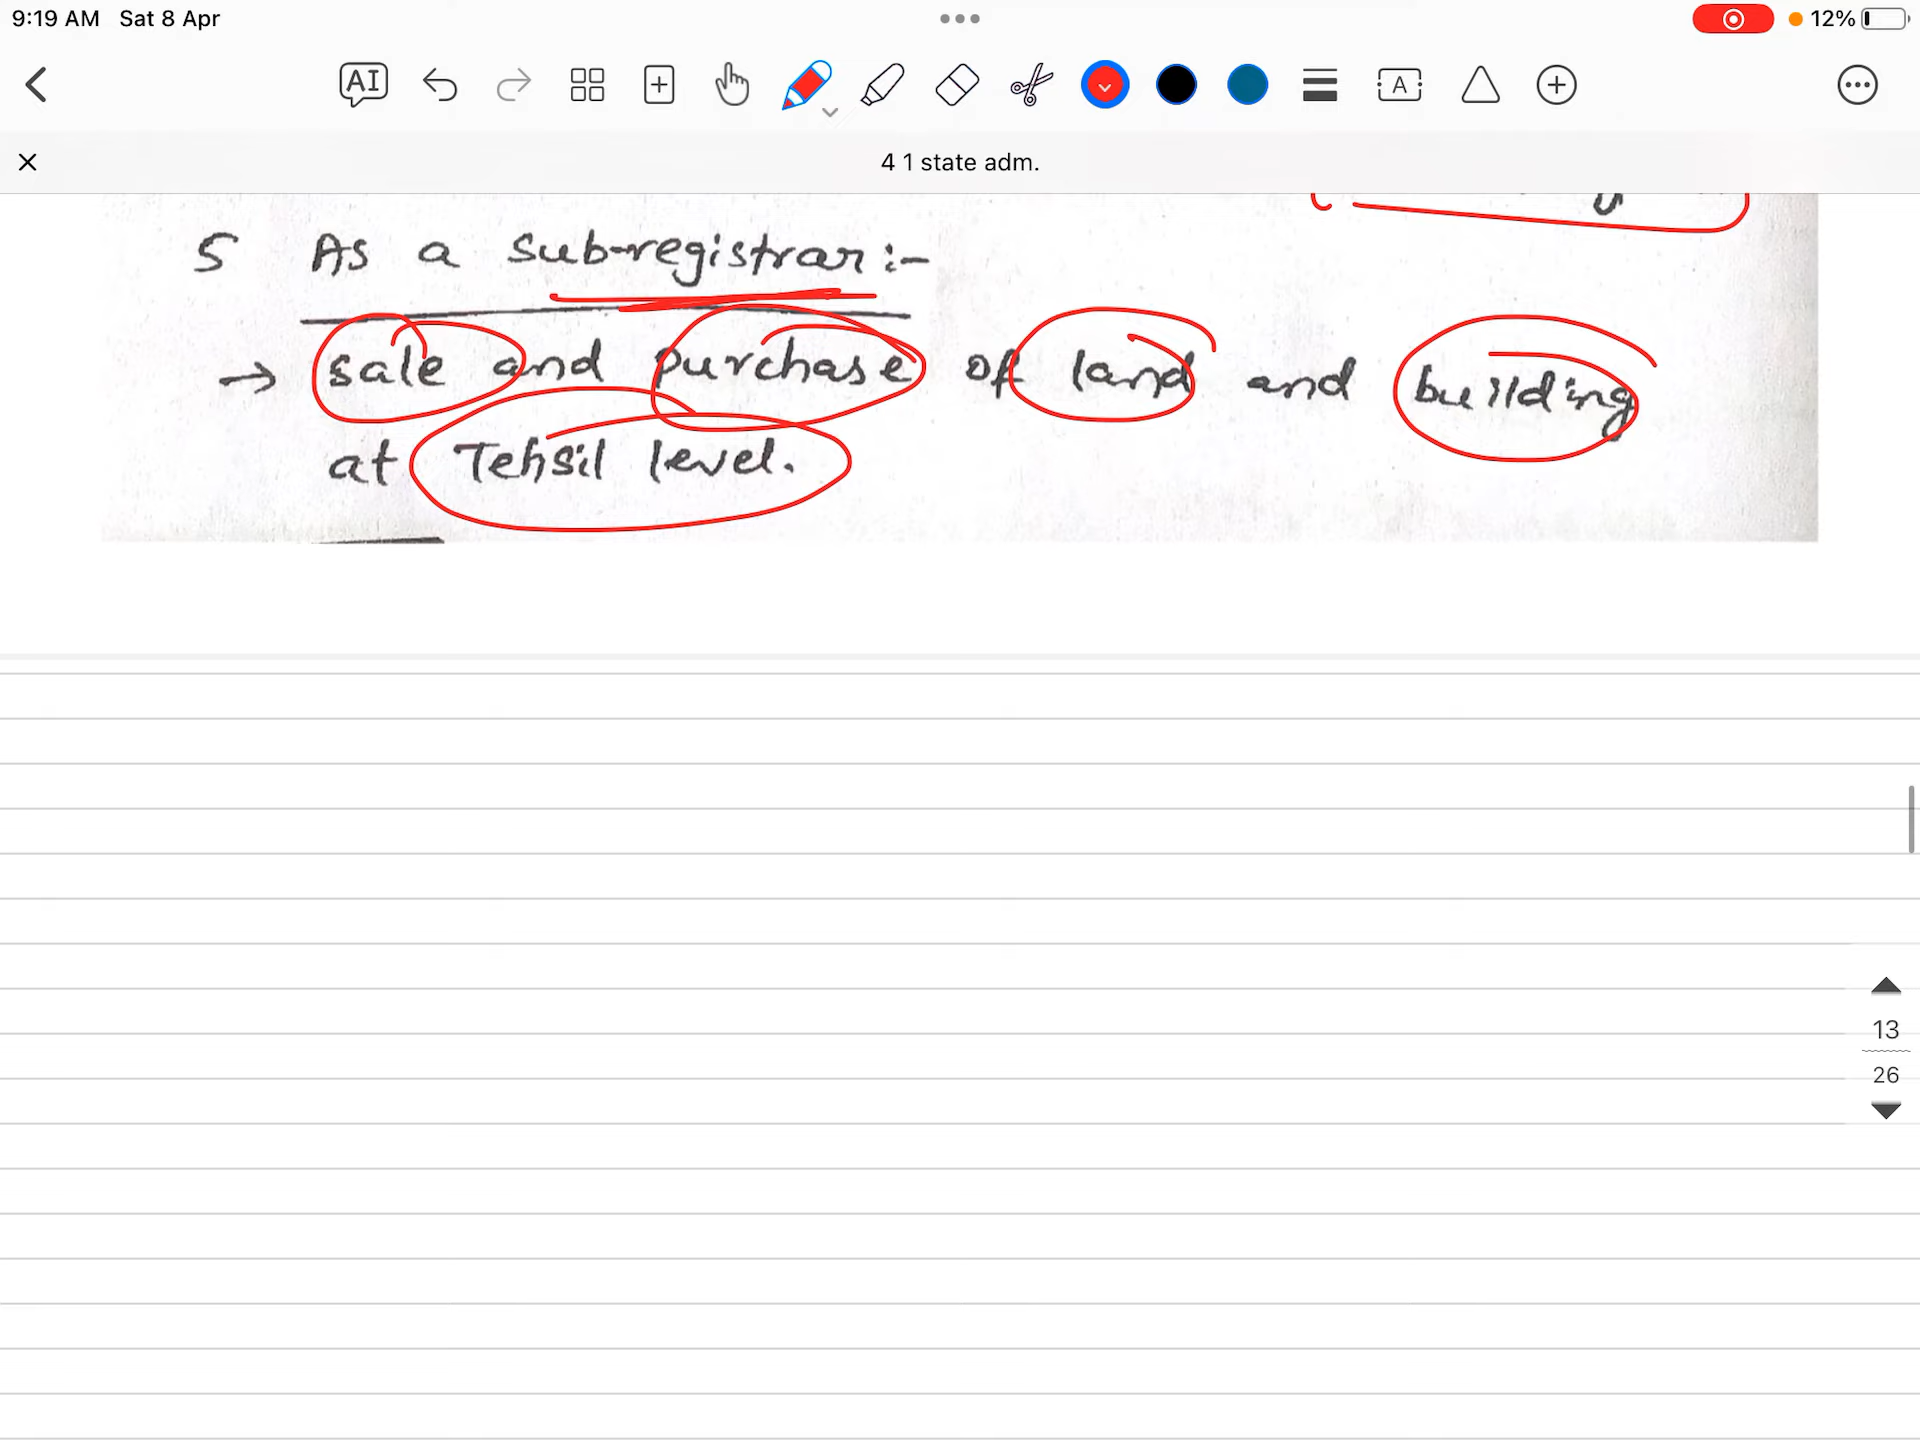 9:19 AM Sat 8 Apr
12%
AI
A
4 1 state adm.
5 As a sub-registrar :-
→ sale and purchase of land and building
at Tehsil level.
13
26